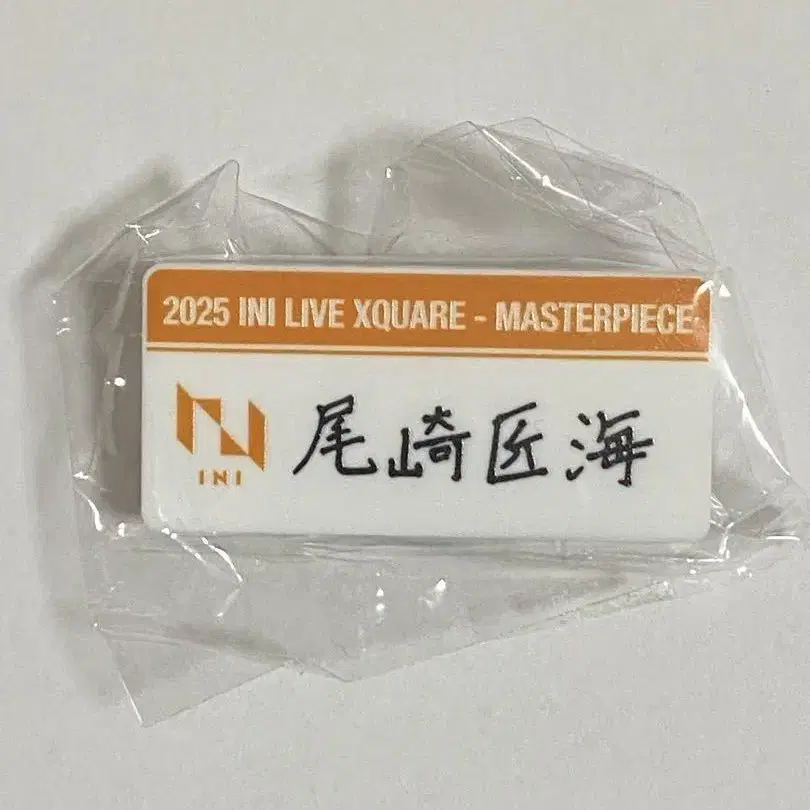 2025 INI LIVE XQUARE - MASTERPIECE
INI
尾崎匠海